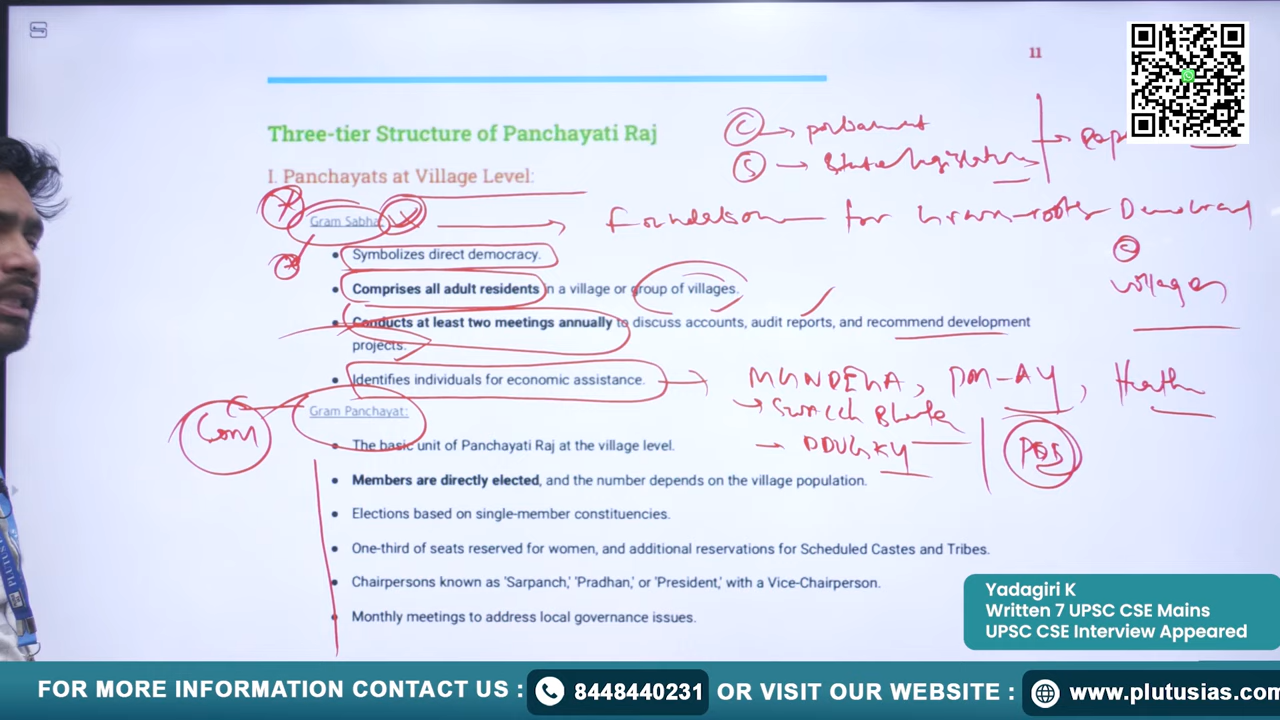 11
Three-tier Structure of Panchayati Raj
C → parliament
S → State legislature
I. Panchayats at Village Level:
Gram Sabha
→ Foundation for Grass-roots
villages
• Symbolizes direct democracy.
• Comprises all adult residents in a village or group of villages.
• Conducts at least two meetings annually to discuss accounts, audit reports, and recommend development
projects.
• Identifies individuals for economic assistance.
→ PM-AY, Health
→ Swacch
→ DDUGKY
PDS
Gram Panchayat:
• The basic unit of Panchayati Raj at the village level.
• Members are directly elected, and the number depends on the village population.
• Elections based on single-member constituencies.
• One-third of seats reserved for women, and additional reservations for Scheduled Castes and Tribes.
• Chairpersons known as 'Sarpanch,' 'Pradhan,' or 'President,' with a Vice-Chairperson.
• Monthly meetings to address local governance issues.
Yadagiri K
Written 7 UPSC CSE Mains
UPSC CSE Interview Appeared
FOR MORE INFORMATION CONTACT US : 8448440231 OR VISIT OUR WEBSITE : www.plutusias.com